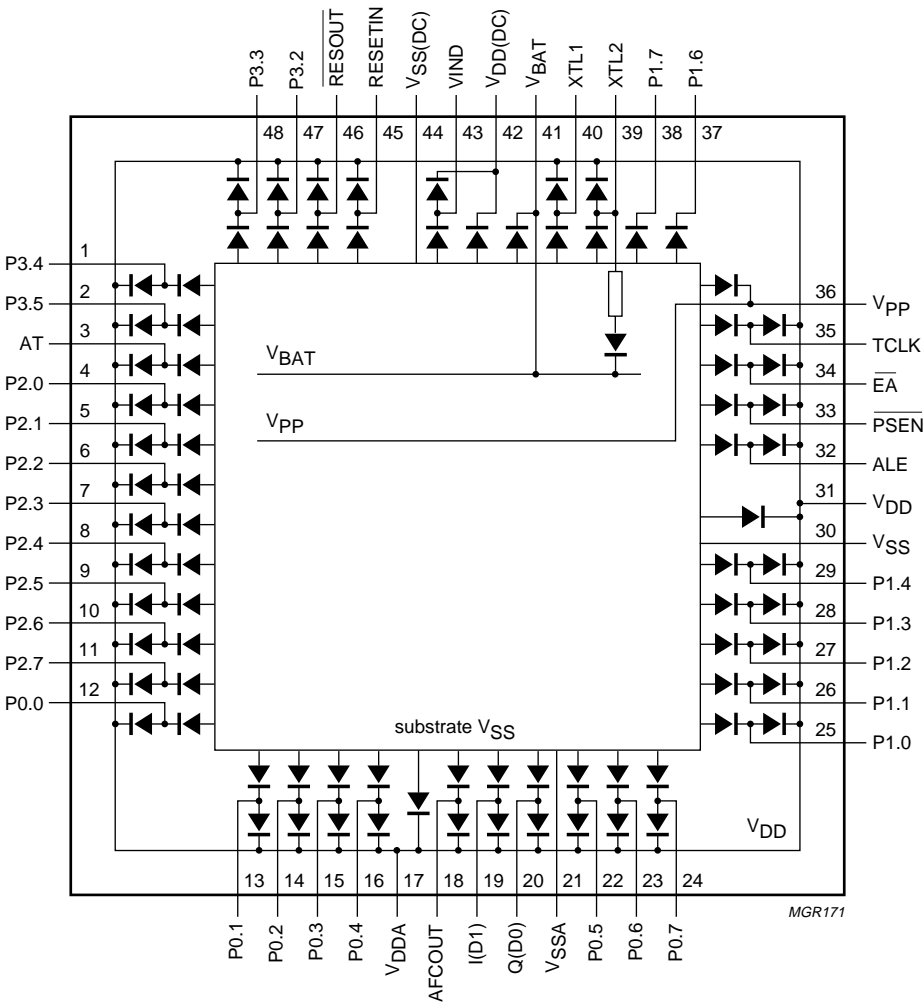 P3.3
P3.2
RESOUT
RESETIN
VSS(DC)
VIND
VDD(DC)
VBAT
XTL1
XTL2
P1.7
P1.6
48 47 46 45 44 43 42 41 40 39 38 37
1
P3.4
2
P3.5
3
AT
4
P2.0
5
P2.1
6
P2.2
7
P2.3
8
P2.4
9
P2.5
10
P2.6
11
P2.7
12
P0.0
VBAT
VPP
substrate VSS
VDD
36
VPP
35
TCLK
34
EA
33
PSEN
32
ALE
31
VDD
30
VSS
29
P1.4
28
P1.3
27
P1.2
26
P1.1
25
P1.0
13 14 15 16 17 18 19 20 21 22 23 24
P0.1
P0.2
P0.3
P0.4
VDDA
AFCOUT
I(D1)
Q(D0)
VSSA
P0.5
P0.6
P0.7
MGR171